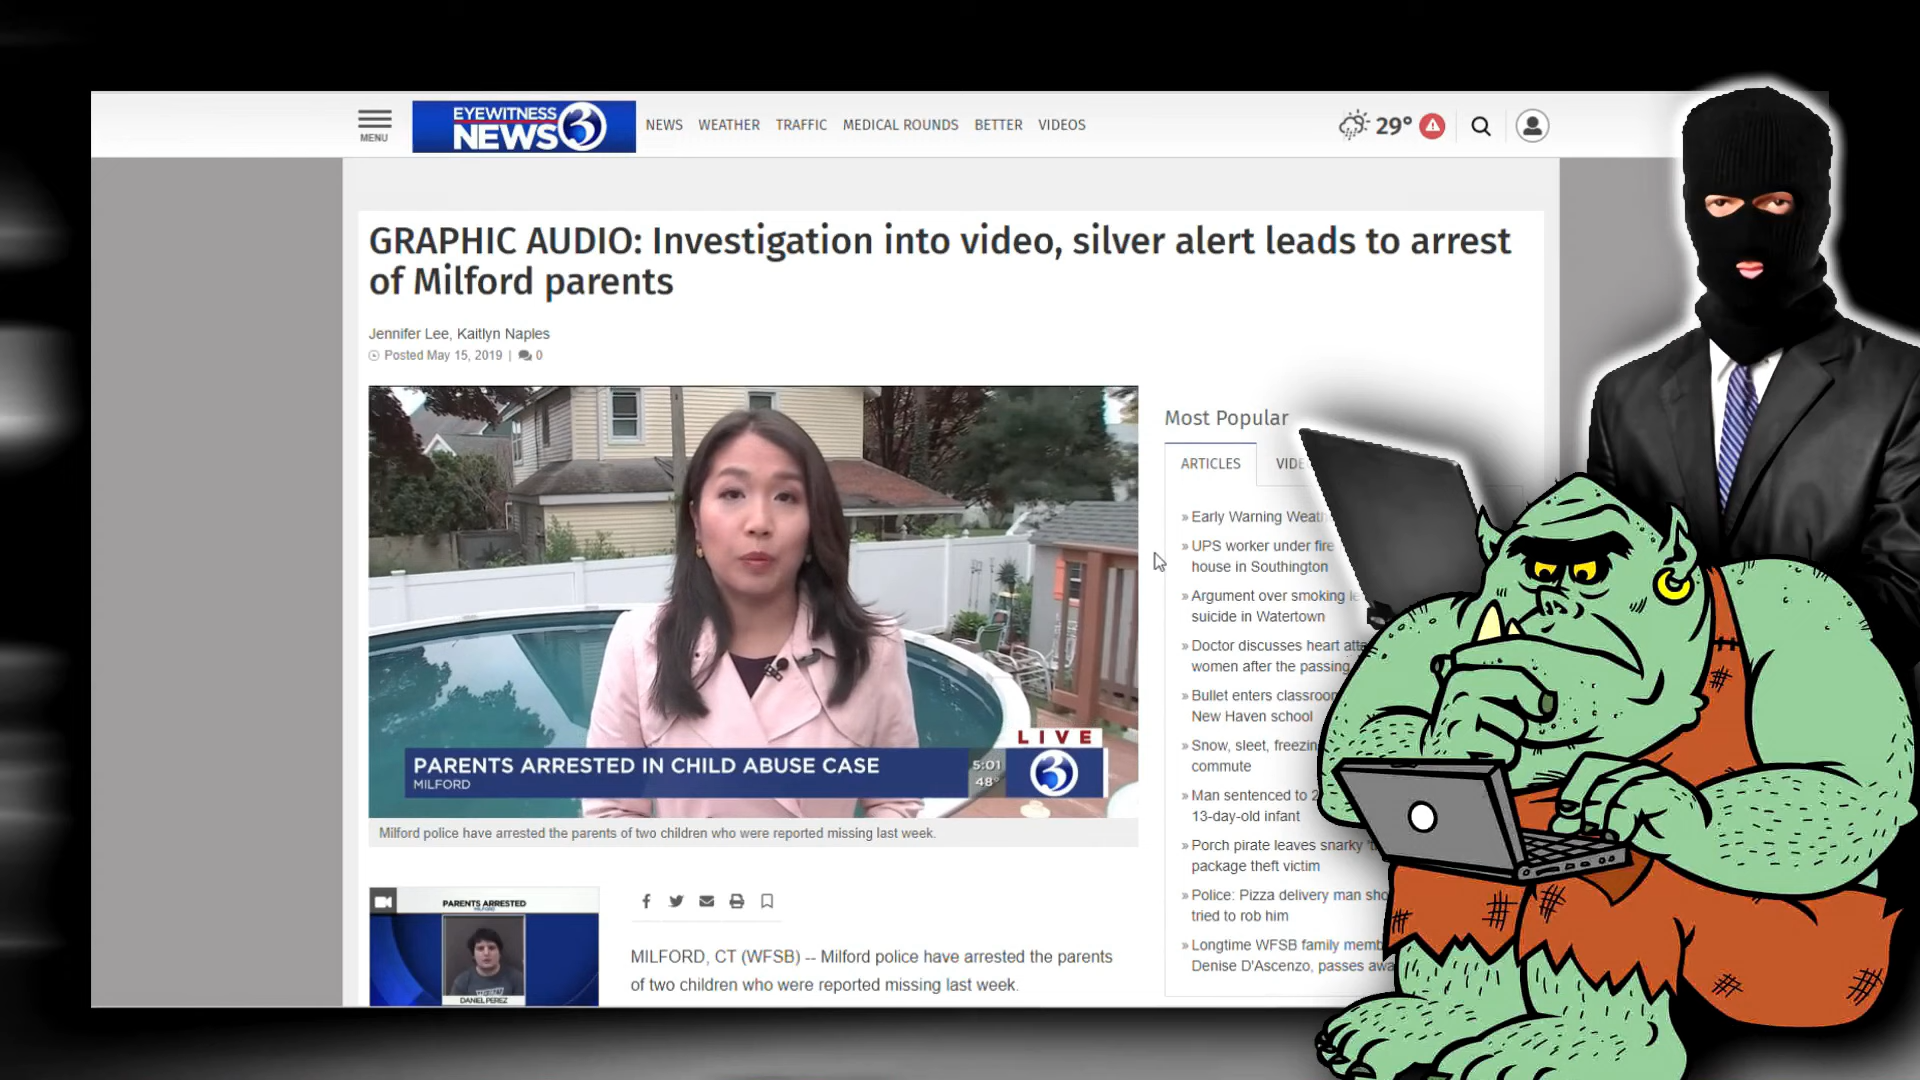 MENU
EYEWITNESS
NEWS 3
NEWS WEATHER TRAFFIC MEDICAL ROUNDS BETTER VIDEOS
29°
GRAPHIC AUDIO: Investigation into video, silver alert leads to arrest
of Milford parents
Jennifer Lee, Kaitlyn Naples
Posted May 15, 2019 | 0
LIVE
PARENTS ARRESTED IN CHILD ABUSE CASE
MILFORD
5:01
48°
3
Milford police have arrested the parents of two children who were reported missing last week.
Most Popular
ARTICLES
» Early Warning
» UPS worker under fire
house in Southington
» Argument over smoking
suicide in Watertown
» Doctor discusses heart
women after the passing
» Bullet enters
New Haven school
» Snow, sleet,
commute
» Man sentenced to
13-day-old infant
» Porch pirate leaves snarky
package theft victim
» Police: Pizza delivery man
tried to rob him
» Longtime WFSB family
Denise D'Ascenzo, passes
PARENTS ARRESTED
MILFORD
DANIEL PEREZ
MILFORD, CT (WFSB) -- Milford police have arrested the parents
of two children who were reported missing last week.